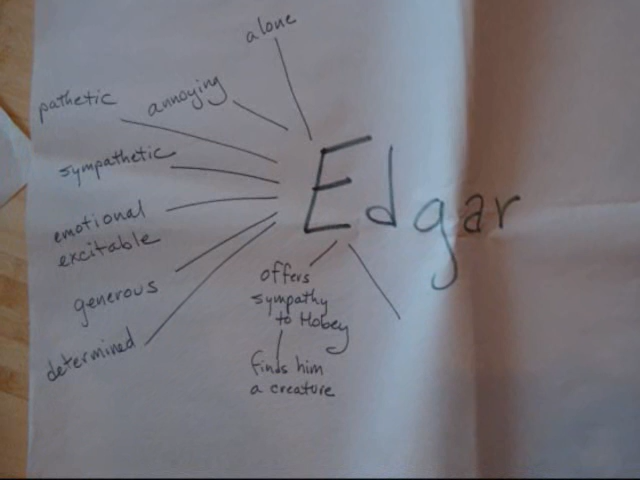 alone
annoying
pathetic
sympathetic
emotional
excitable
generous
determined
Edgar
offers
sympathy
to Hobey
finds him
a creature